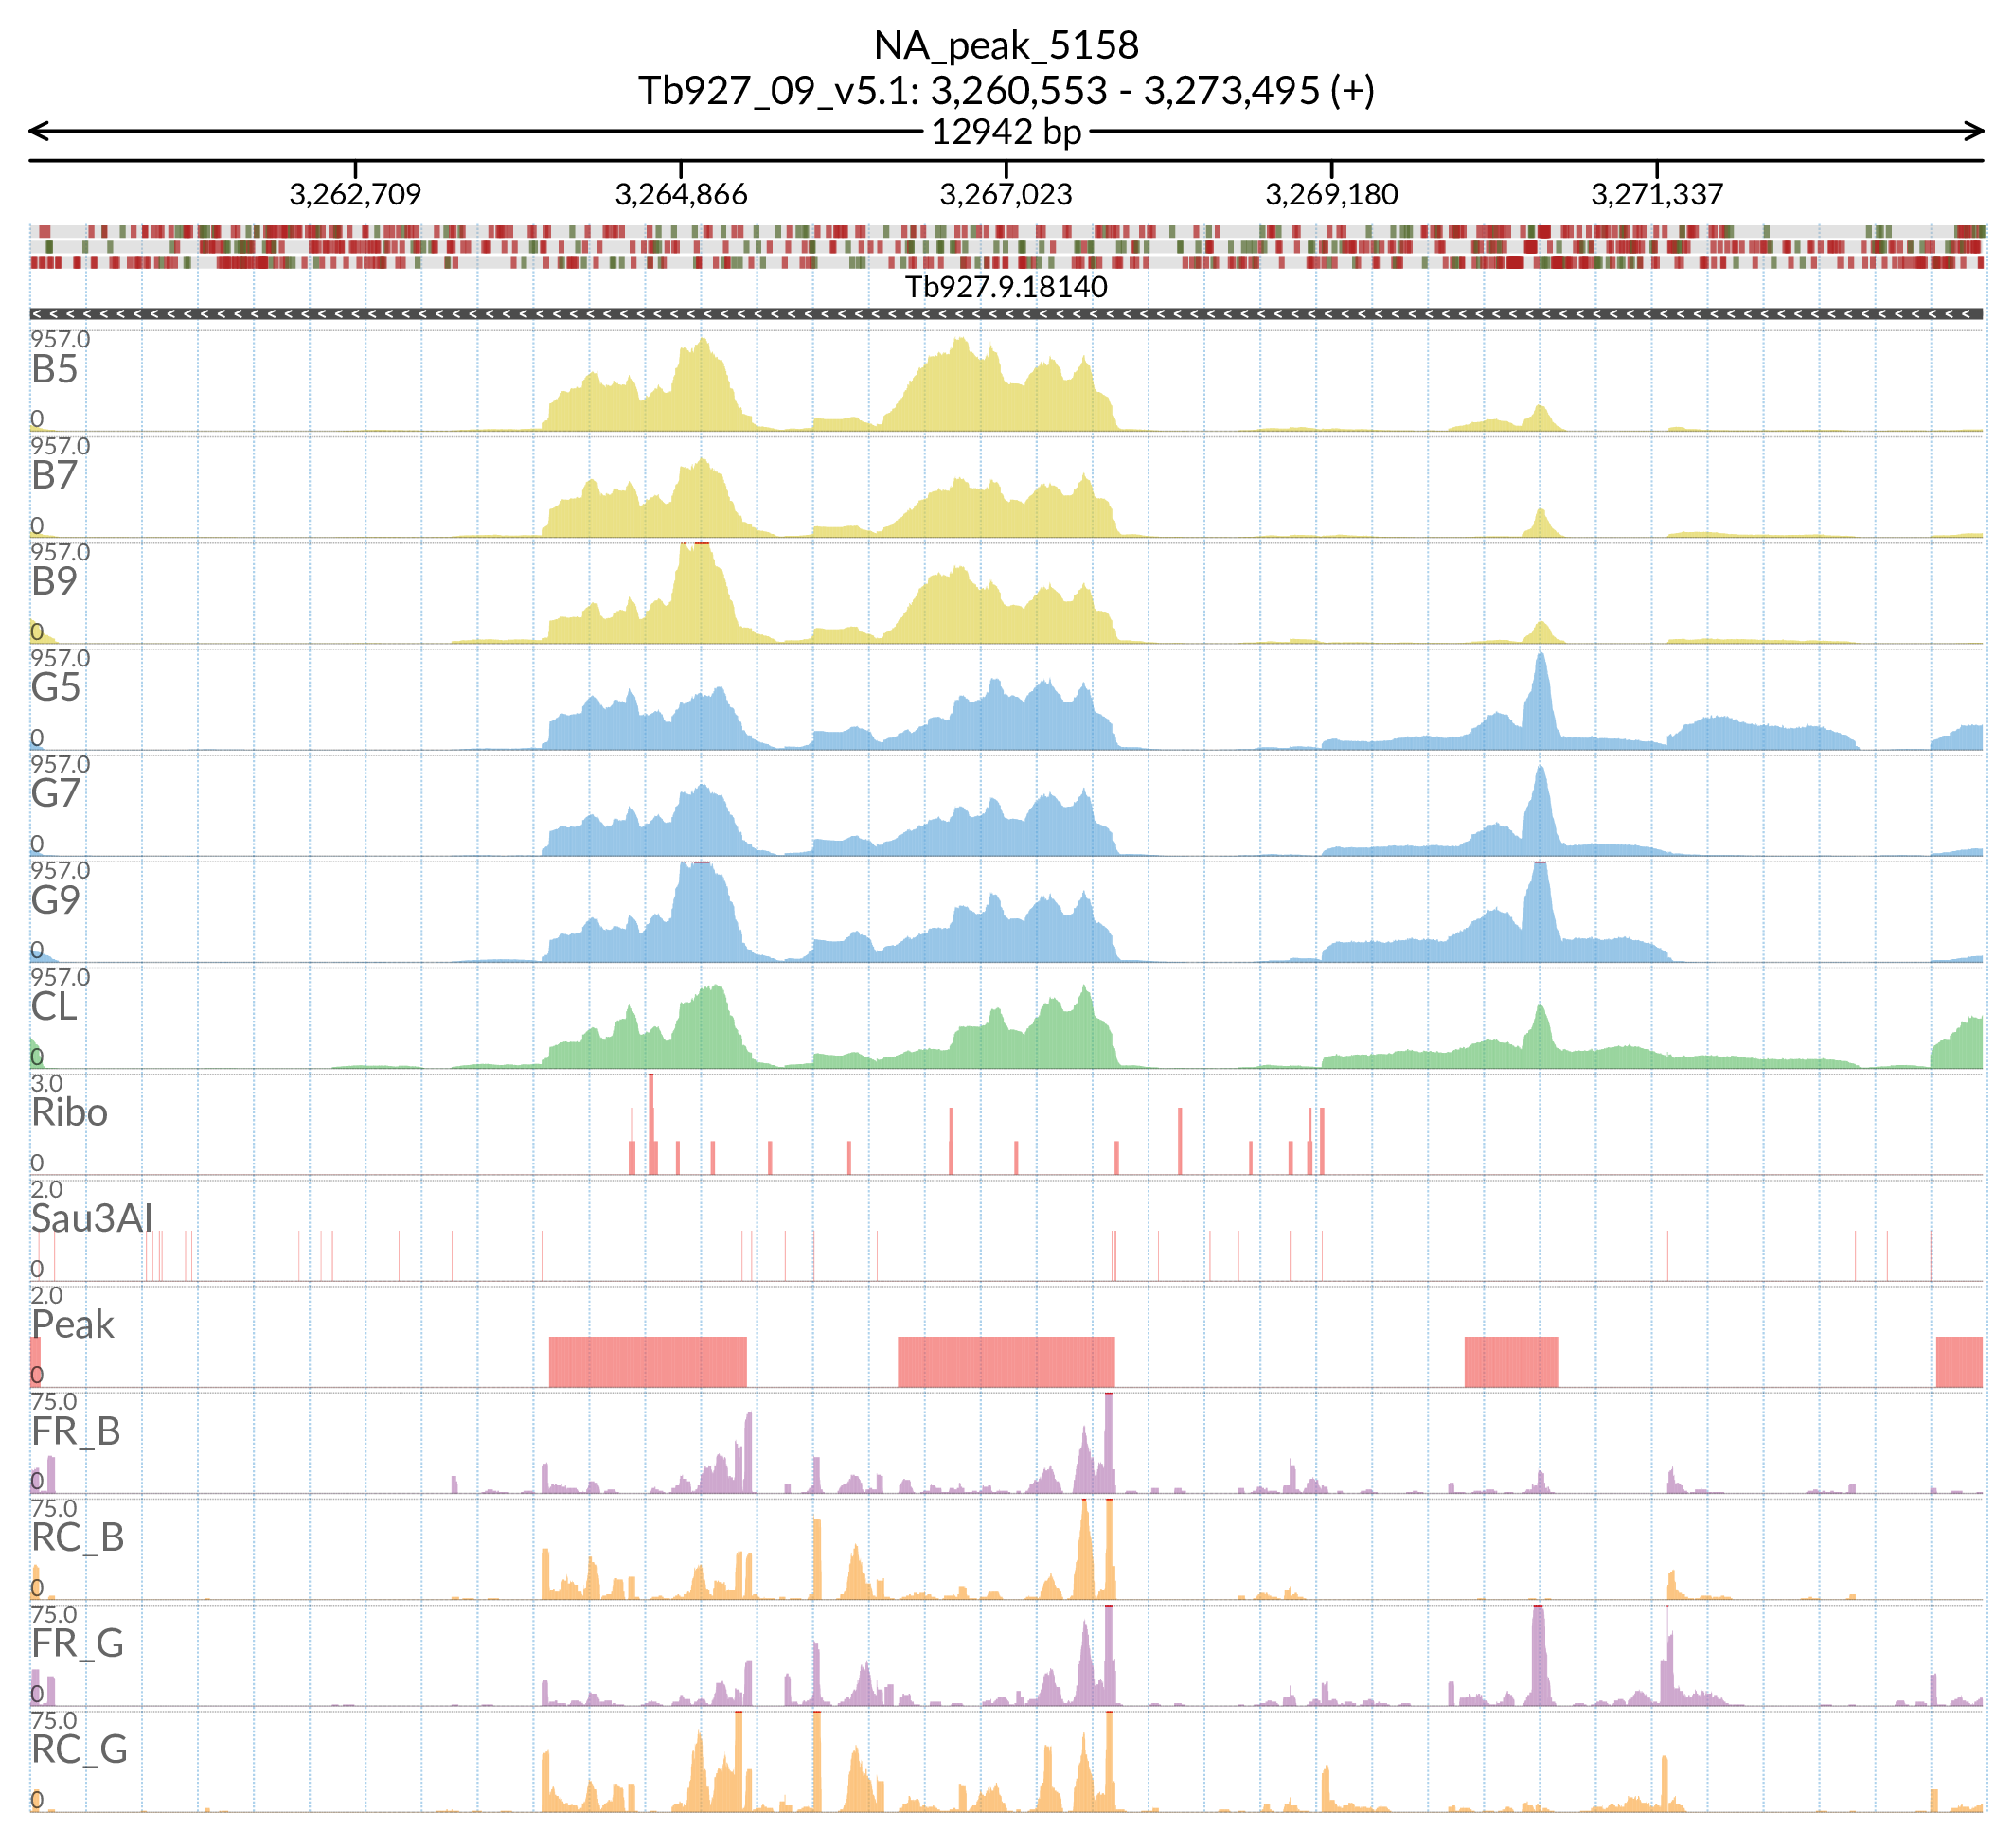 NA_peak_5158
Tb927_09_v5.1: 3,260,553 - 3,273,495 (+)
12942 bp
3,262,709 3,264,866 3,267,023 3,269,180 3,271,337
Tb927.9.18140
957.0
B5
0
957.0
B7
0
957.0
B9
0
957.0
G5
0
957.0
G7
0
957.0
G9
0
957.0
CL
0
3.0
Ribo
0
2.0
Sau3AI
0
2.0
Peak
0
75.0
FR_B
0
75.0
RC_B
0
75.0
FR_G
0
75.0
RC_G
0